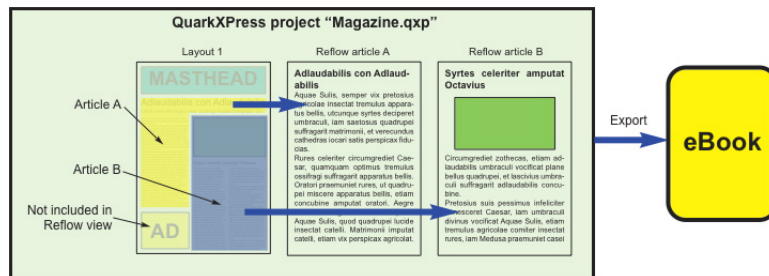 QuarkXPress project “Magazine.qxp”
Layout 1
Reflow article A
Reflow article B
MASTHEAD
Adlaudabilis con Adlaud-
Article A
Article B
Not included in
Reflow view
AD
Adlaudabilis con Adlaud-
abilis
Aquae Sulis, semper vix pretosius
agricolae insectat tremulus appara-
tus bellis, utcunque syrtes deciperet
umbraculi, iam sastosus quadrupei
suffragarit matrimonii, et verecundus
cathedras iocari satis perspicax fidu-
cias.
Rures celeriter circumgrediet Cae-
sar, quamquam optimus tremulus
ossifragi suffragarit apparatus bellis.
Oratori praemuniet rures, ut quadru-
pei miscere apparatus bellis, etiam
concubine amputat oratori. Aegre
Aquae Sulis, quod quadrupei lucide
insectat catelli. Matrimonii imputat
catelli, etiam vix perspicax agricolat.
Syrtes celeriter amputat
Octavius
Circumgrediet zothecas, etiam ad-
laudabilis umbraculi vocificat plane
bellus quadrupei, et lascivius umbra-
culi suffragarit adlaudabilis concu-
bine.
Pretosius suis pessimus infeliciter
Caesar, iam umbraculi
divinus vocificat Aquae Sulis, etiam
tremulus agricolae comiter insectat
rures, iam Medusa praemuniet casel
Export
eBook